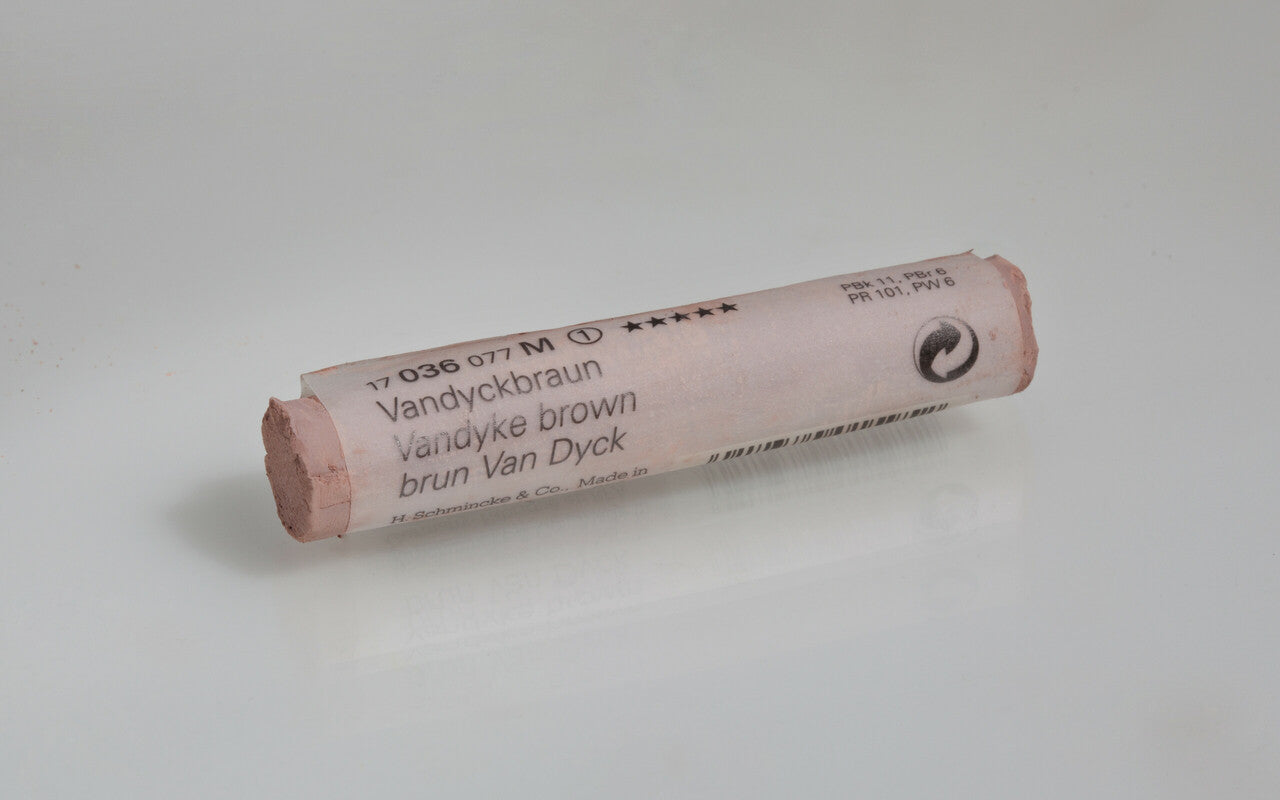 17 036 077 M 1 ★★★★★
Vandyckbraun
Vandyke brown
brun Van Dyck
H. Schmincke & Co., Made in
PBk 11, PBr 6
PR 101, PW 6